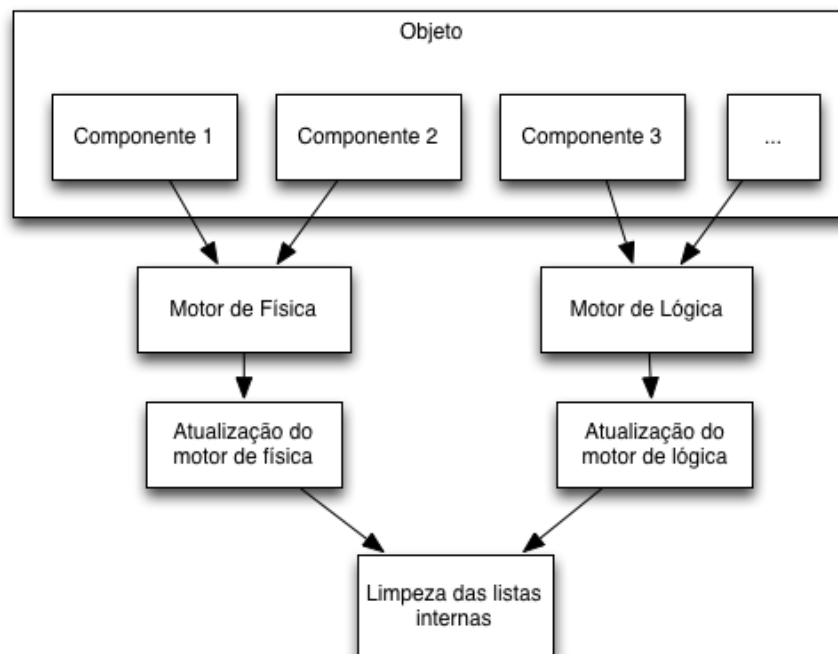 Objeto
Componente 1
Componente 2
Componente 3
...
Motor de Física
Motor de Lógica
Atualização do
motor de física
Atualização do
motor de lógica
Limpeza das listas
internas